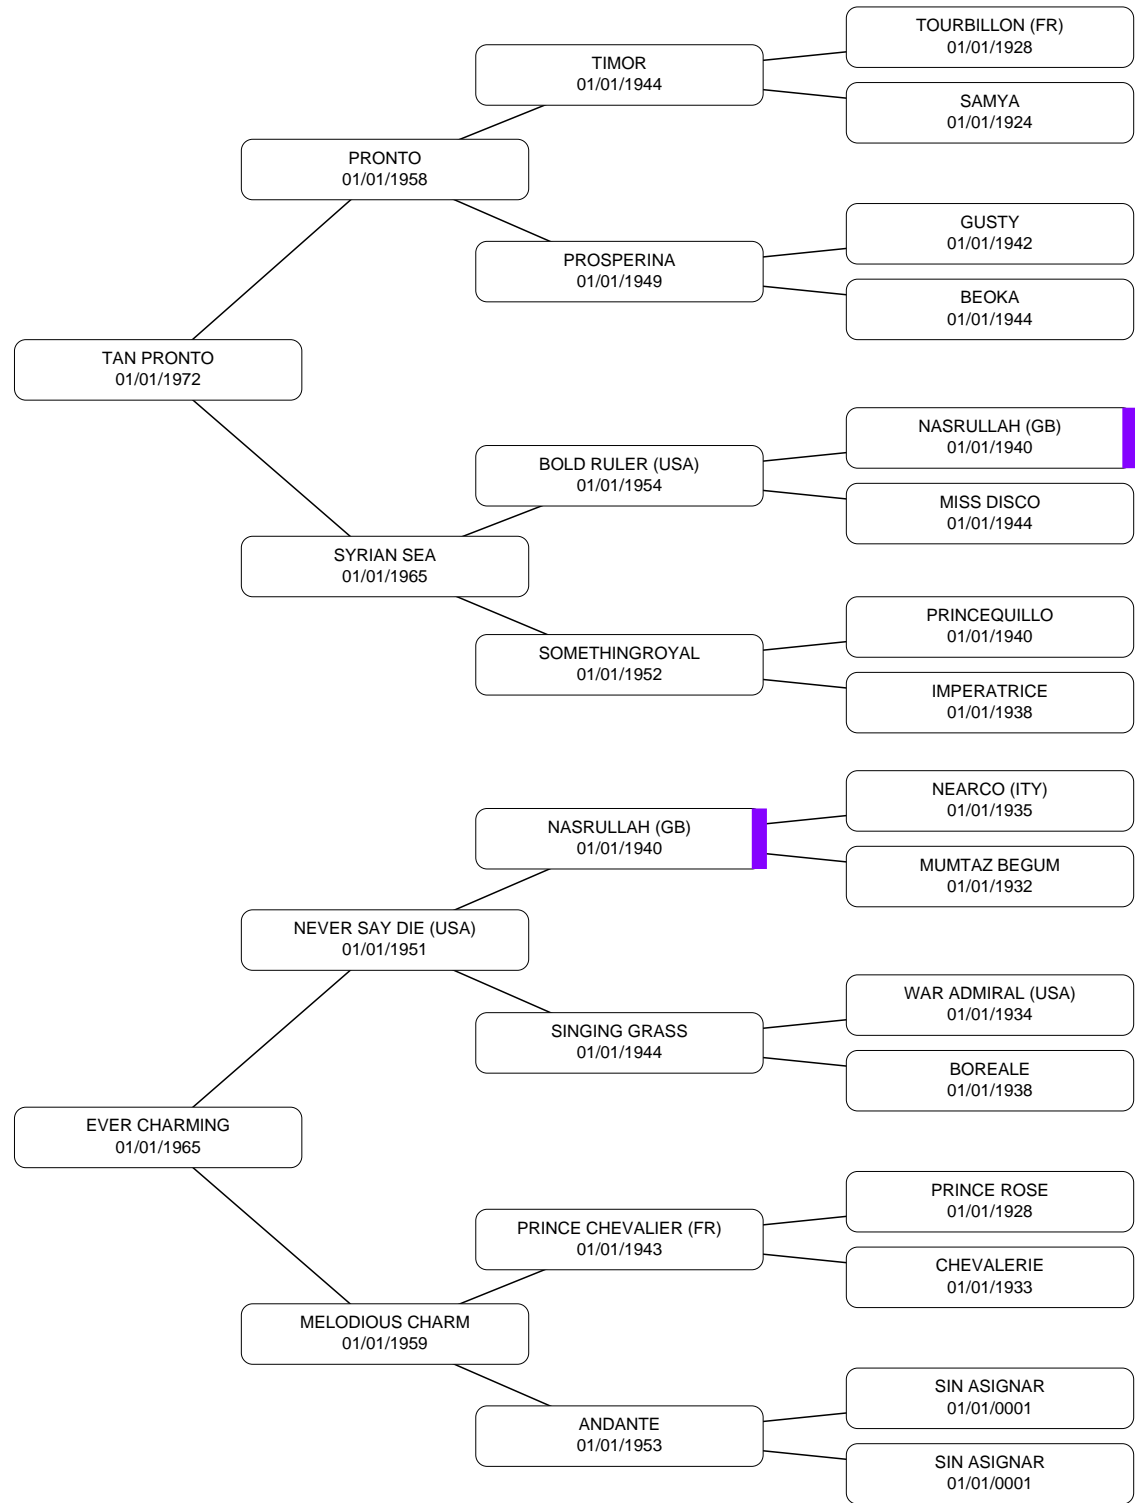 TOURBILLON (FR)
01/01/1928
TIMOR
01/01/1944
SAMYA
01/01/1924
PRONTO
01/01/1958
GUSTY
01/01/1942
PROSPERINA
01/01/1949
BEOKA
01/01/1944
TAN PRONTO
01/01/1972
NASRULLAH (GB)
01/01/1940
BOLD RULER (USA)
01/01/1954
MISS DISCO
01/01/1944
SYRIAN SEA
01/01/1965
PRINCEQUILLO
01/01/1940
SOMETHINGROYAL
01/01/1952
IMPERATRICE
01/01/1938
NEARCO (ITY)
01/01/1935
NASRULLAH (GB)
01/01/1940
MUMTAZ BEGUM
01/01/1932
NEVER SAY DIE (USA)
01/01/1951
WAR ADMIRAL (USA)
01/01/1934
SINGING GRASS
01/01/1944
BOREALE
01/01/1938
EVER CHARMING
01/01/1965
PRINCE ROSE
01/01/1928
PRINCE CHEVALIER (FR)
01/01/1943
CHEVALERIE
01/01/1933
MELODIOUS CHARM
01/01/1959
SIN ASIGNAR
01/01/0001
ANDANTE
01/01/1953
SIN ASIGNAR
01/01/0001